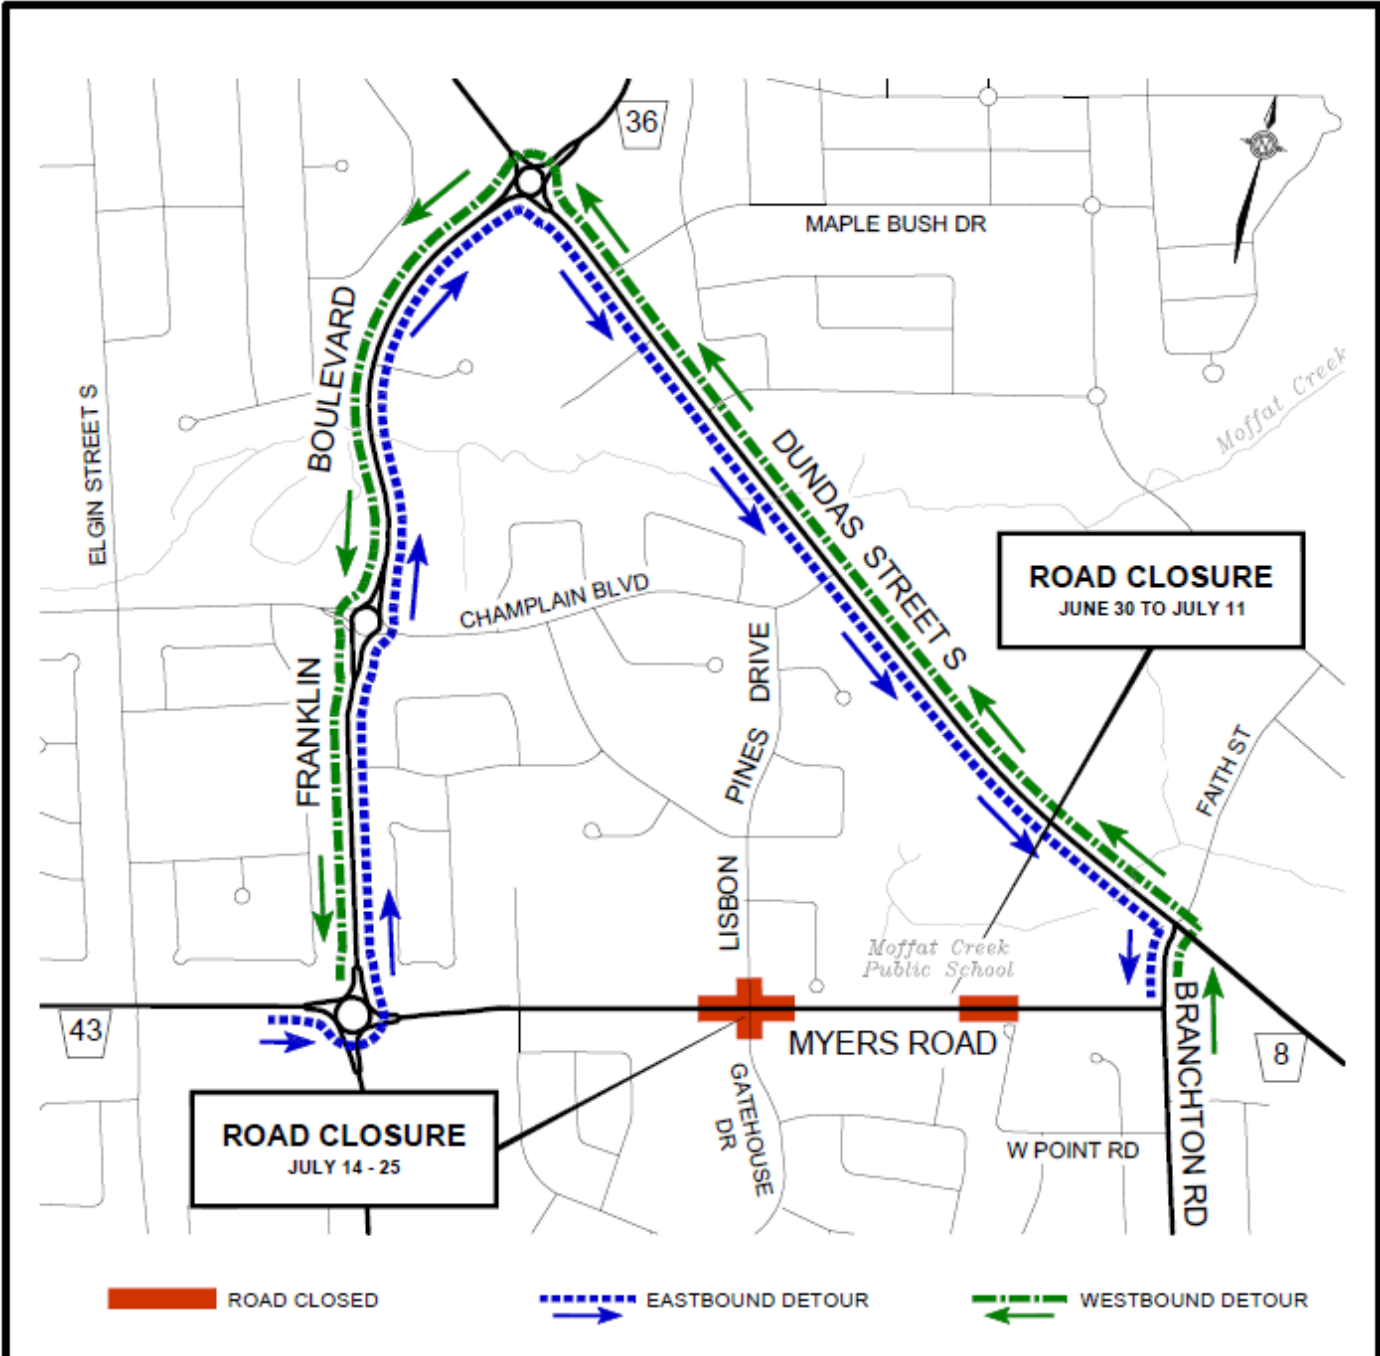 36
MAPLE BUSH DR
BOULEVARD
Moffat Creek
ELGIN STREET S
DUNDAS STREET S
ROAD CLOSURE
JUNE 30 TO JULY 11
CHAMPLAIN BLVD
PINES DRIVE
FRANKLIN
FAITH ST
LISBON
Moffat Creek
Public School
43
MYERS ROAD
BRANCHTON RD
8
GATEHOUSE
DR
ROAD CLOSURE
JULY 14 - 25
W POINT RD
ROAD CLOSED
EASTBOUND DETOUR
WESTBOUND DETOUR